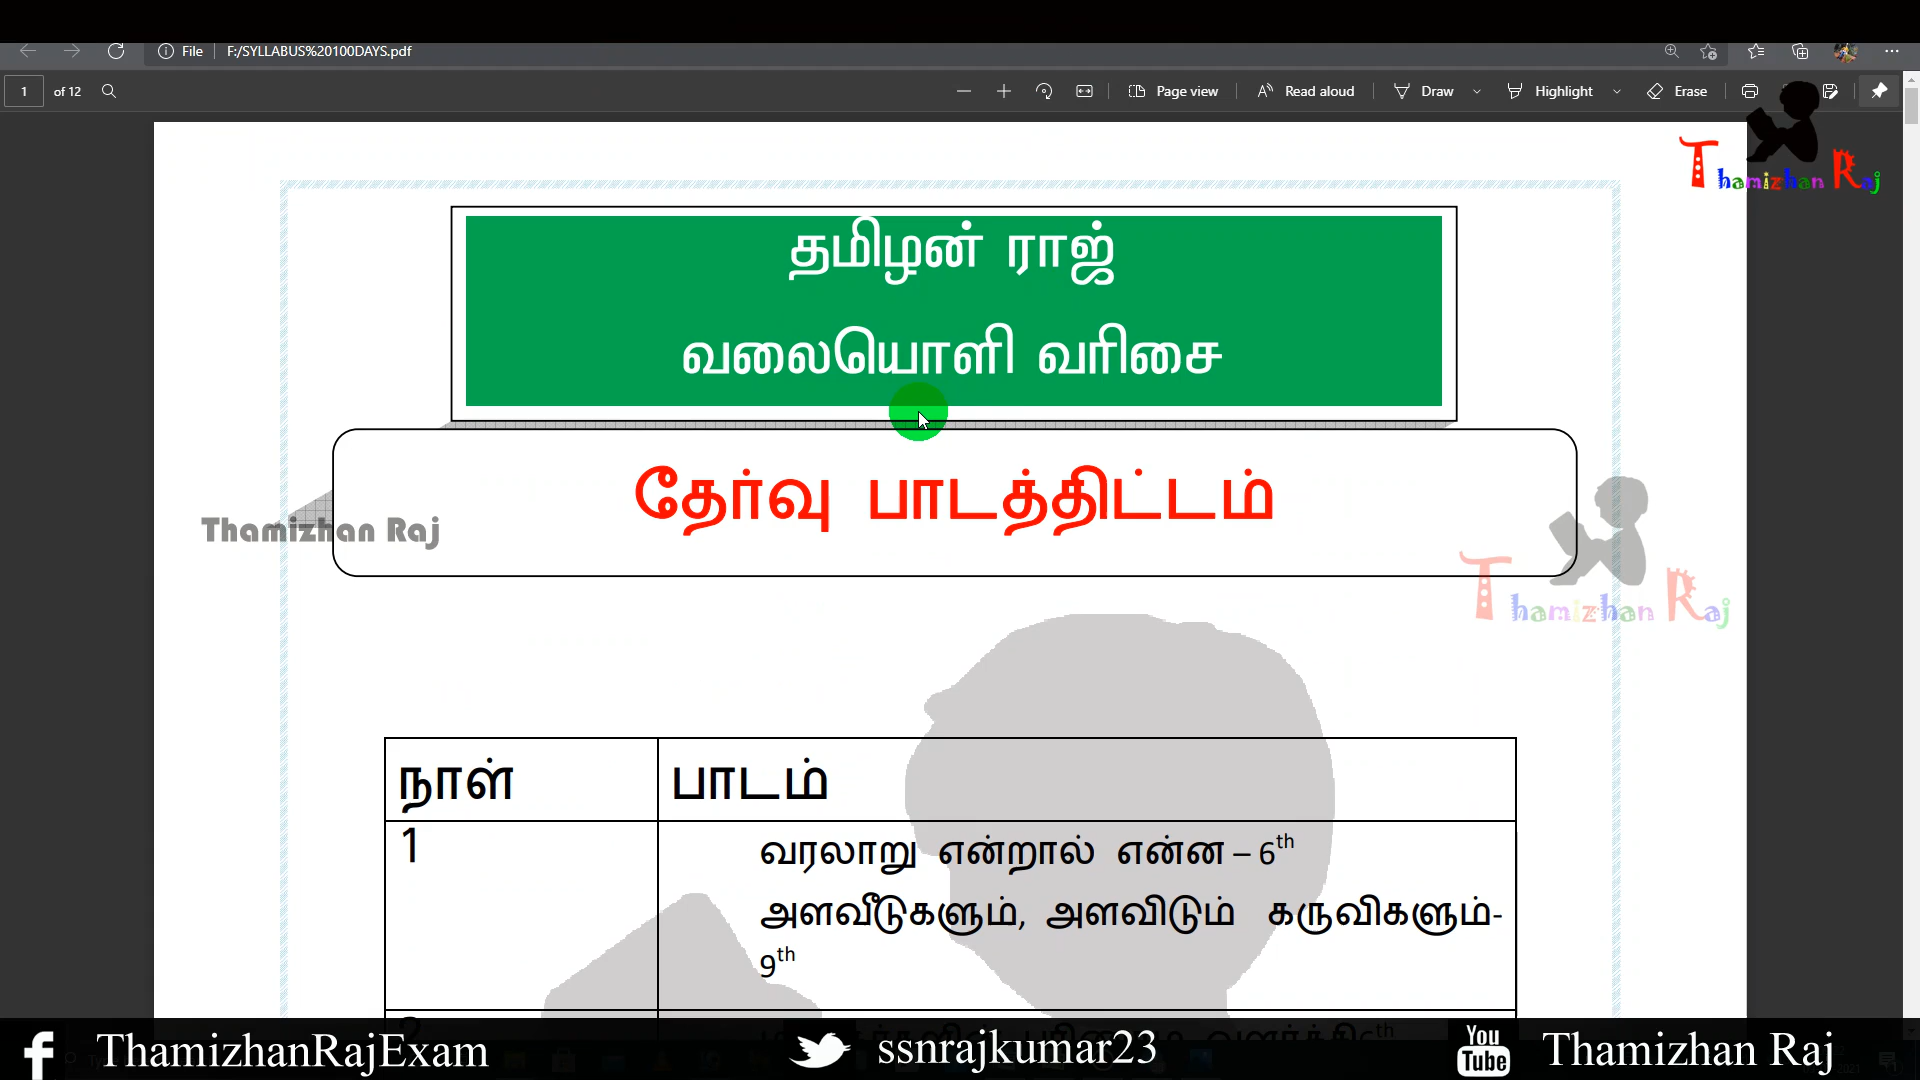 File F:/SYLLABUS%20100DAYS.pdf
1 of 12 Page view Read aloud Draw Highlight Erase
Thamizhan Raj
தமிழன் ராஜ்
வலையொளி வரிசை
தேர்வு பாடத்திட்டம்
Thamizhan Raj
Thamizhan Raj
நாள் பாடம்
1 வரலாறு என்றால் என்ன – 6th
அளவீடுகளும், அளவிடும் கருவிகளும்-
9th
ThamizhanRajExam ssnrajkumar23 You Tube Thamizhan Raj